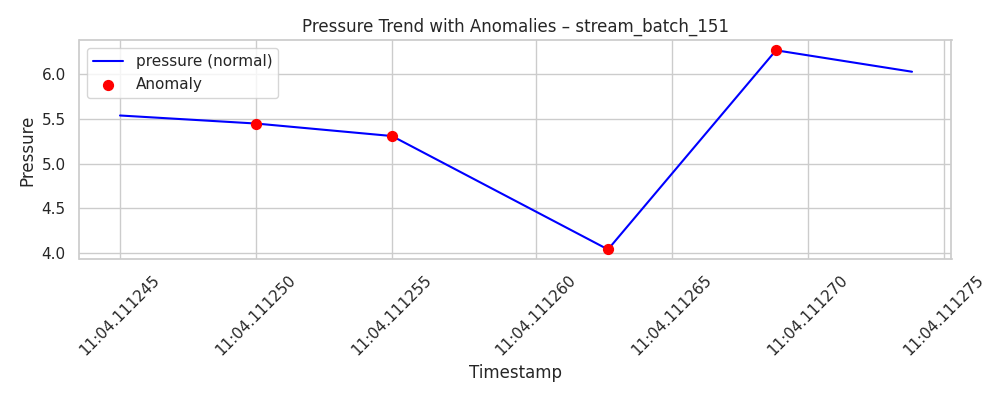 Pressure Trend with Anomalies – stream_batch_151
pressure (normal)
Anomaly
Pressure
6.0
5.5
5.0
4.5
4.0
11:04.111245
11:04.111250
11:04.111255
11:04.111260
11:04.111265
11:04.111270
11:04.111275
Timestamp